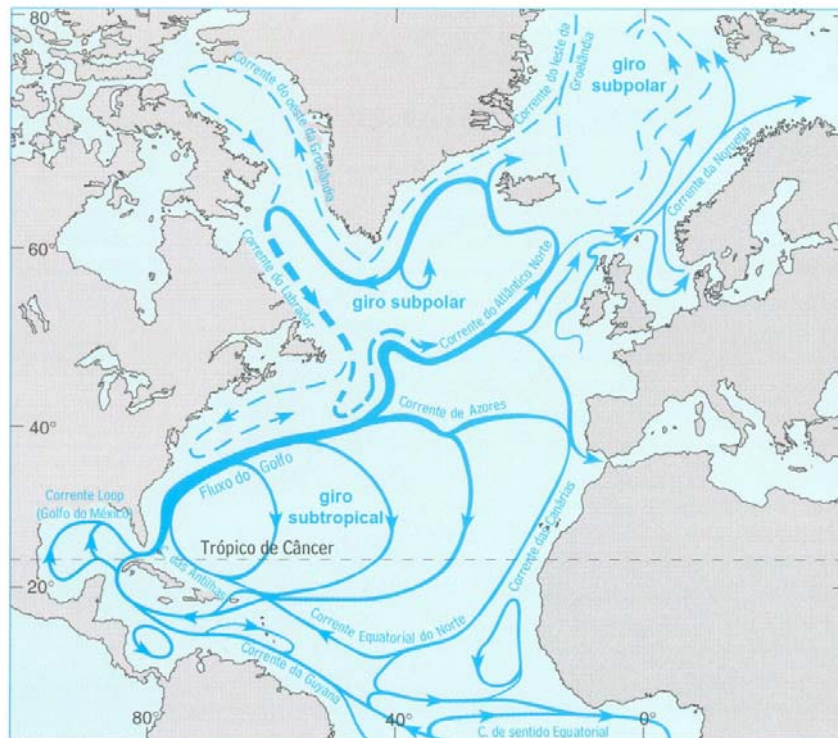 80°
giro
subpolar
Corrente do leste da
Groelândia
Corrente do oeste da Groelândia
Corrente da Noruega
60°
Corrente do Labrador
giro subpolar
Corrente do Atlântico Norte
40°
Corrente de Azores
Fluxo do Golfo
Corrente Loop
(Golfo do México)
giro
subtropical
Trópico de Câncer
C. das Antilhas
Corrente das Canárias
20°
Corrente Equatorial do Norte
Corrente da Guyana
80°
40°
0°
C. de sentido Equatorial